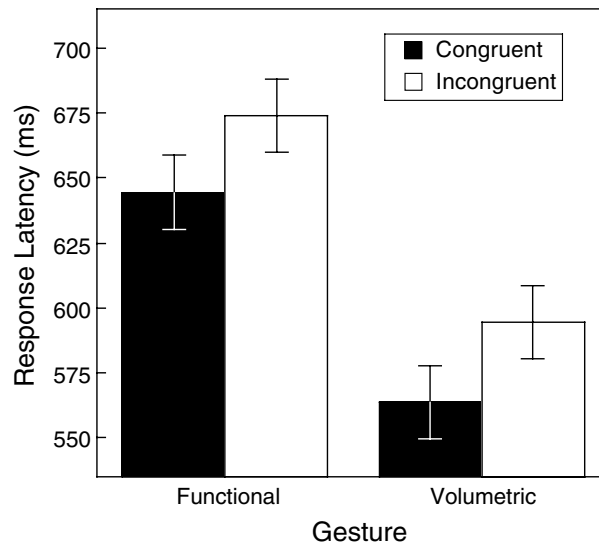 Response Latency (ms)
700
675
650
625
600
575
550
Congruent
Incongruent
Functional
Volumetric
Gesture